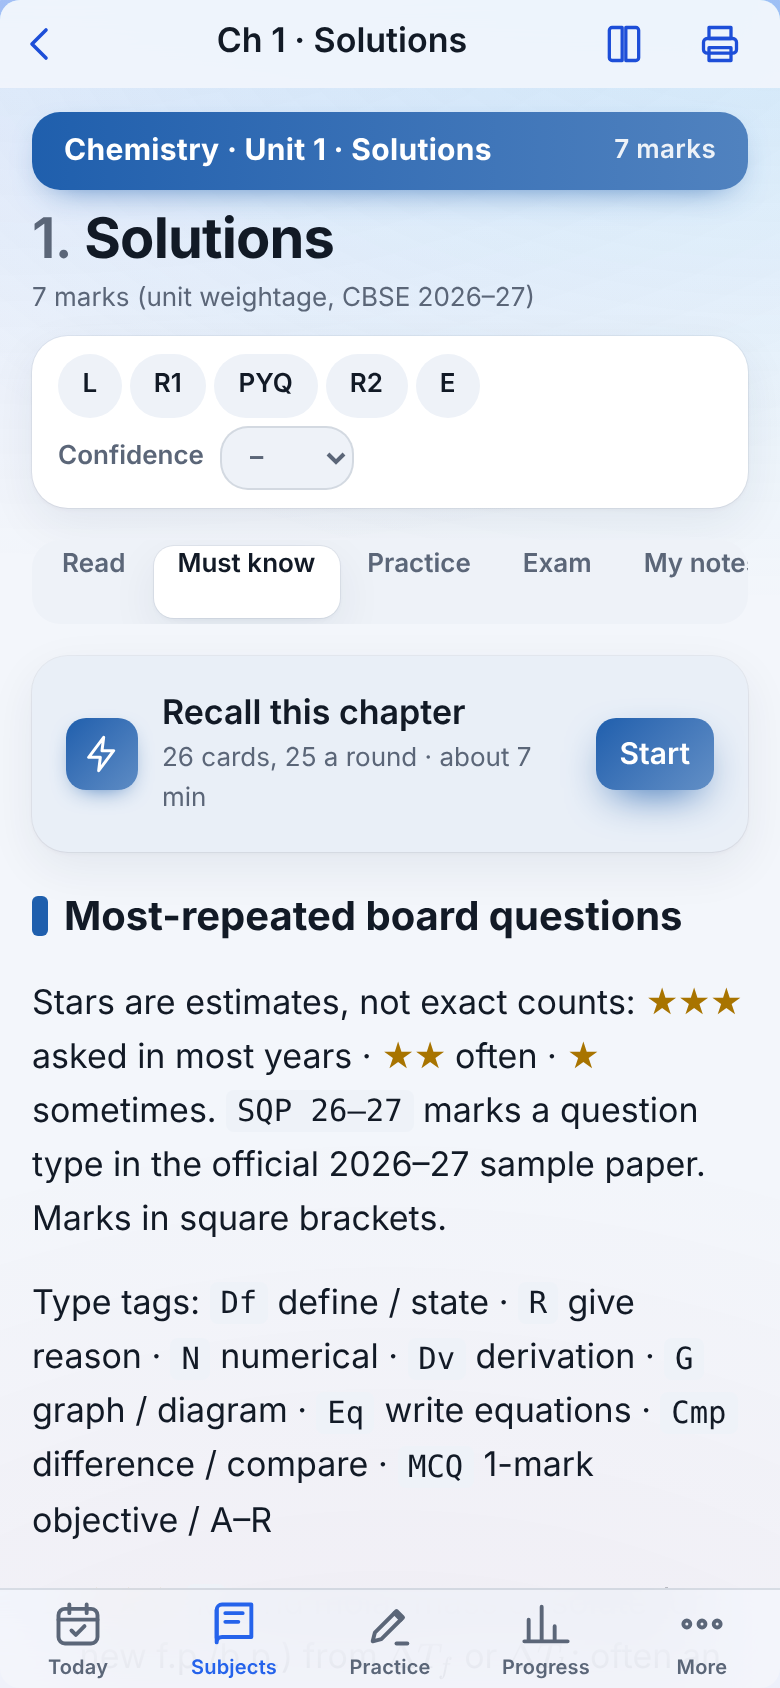 Ch 1 · Solutions
Chemistry · Unit 1 · Solutions 7 marks
1. Solutions
7 marks (unit weightage, CBSE 2026–27)
L R1 PYQ R2 E
Confidence –
Read Must know Practice Exam My notes
Recall this chapter
26 cards, 25 a round · about 7
min
Start
Most-repeated board questions
Stars are estimates, not exact counts: ★★★
asked in most years · ★★ often · ★
sometimes. SQP 26–27 marks a question
type in the official 2026–27 sample paper.
Marks in square brackets.
Type tags: Df define / state · R give
reason · N numerical · Dv derivation · G
graph / diagram · Eq write equations · Cmp
difference / compare · MCQ 1-mark
objective / A–R
Today Subjects Practice Progress More